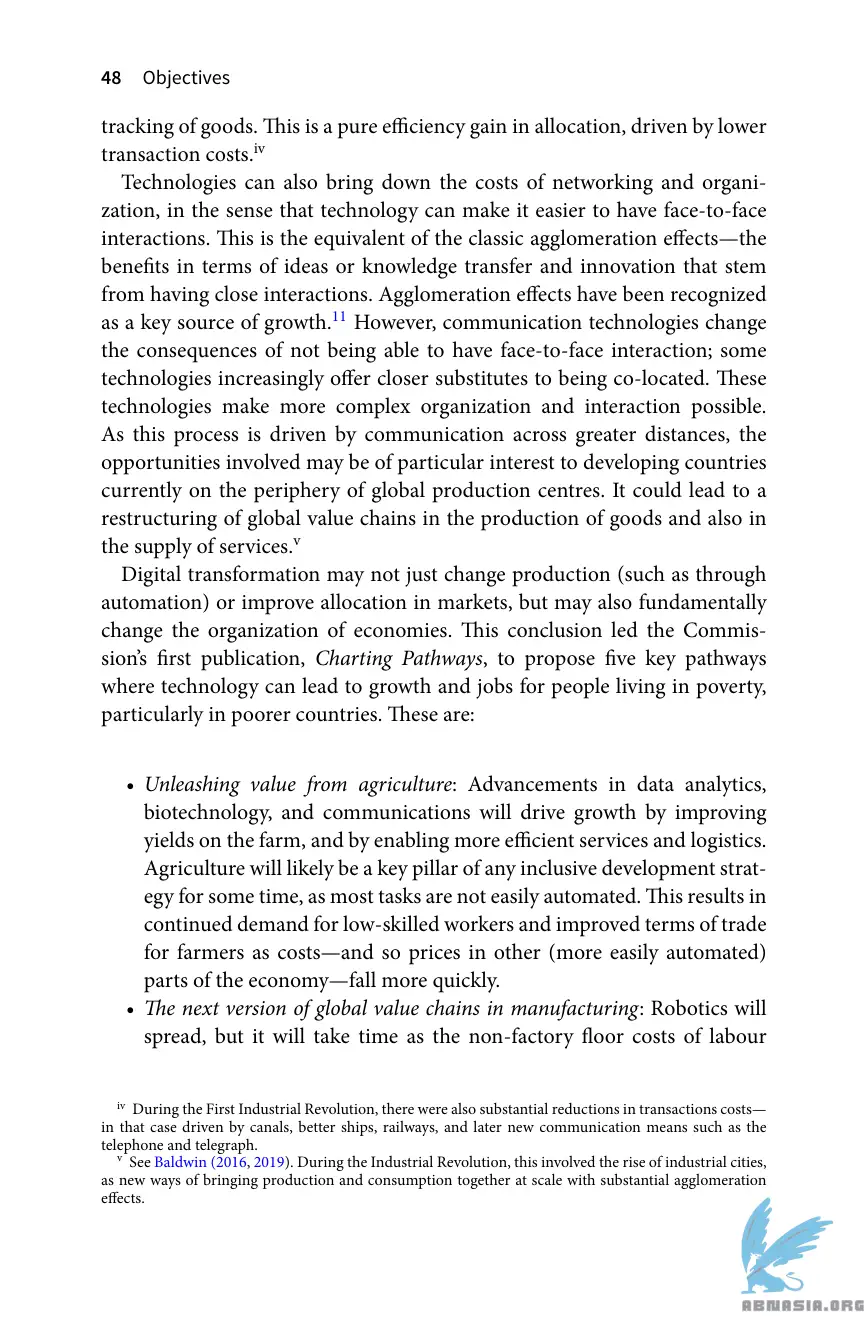 48 Objectives
tracking of goods. This is a pure efficiency gain in allocation, driven by lower
transaction costs.iv
Technologies can also bring down the costs of networking and organi-
zation, in the sense that technology can make it easier to have face-to-face
interactions. This is the equivalent of the classic agglomeration effects—the
benefits in terms of ideas or knowledge transfer and innovation that stem
from having close interactions. Agglomeration effects have been recognized
as a key source of growth.11 However, communication technologies change
the consequences of not being able to have face-to-face interaction; some
technologies increasingly offer closer substitutes to being co-located. These
technologies make more complex organization and interaction possible.
As this process is driven by communication across greater distances, the
opportunities involved may be of particular interest to developing countries
currently on the periphery of global production centres. It could lead to a
restructuring of global value chains in the production of goods and also in
the supply of services.v
Digital transformation may not just change production (such as through
automation) or improve allocation in markets, but may also fundamentally
change the organization of economies. This conclusion led the Commis-
sion's first publication, Charting Pathways, to propose five key pathways
where technology can lead to growth and jobs for people living in poverty,
particularly in poorer countries. These are:
• Unleashing value from agriculture: Advancements in data analytics,
biotechnology, and communications will drive growth by improving
yields on the farm, and by enabling more efficient services and logistics.
Agriculture will likely be a key pillar of any inclusive development strat-
egy for some time, as most tasks are not easily automated. This results in
continued demand for low-skilled workers and improved terms of trade
for farmers as costs—and so prices in other (more easily automated)
parts of the economy—fall more quickly.
• The next version of global value chains in manufacturing: Robotics will
spread, but it will take time as the non-factory floor costs of labour
iv During the First Industrial Revolution, there were also substantial reductions in transactions costs—
in that case driven by canals, better ships, railways, and later new communication means such as the
telephone and telegraph.
v See Baldwin (2016, 2019). During the Industrial Revolution, this involved the rise of industrial cities,
as new ways of bringing production and consumption together at scale with substantial agglomeration
effects.
ABNASIA.ORG